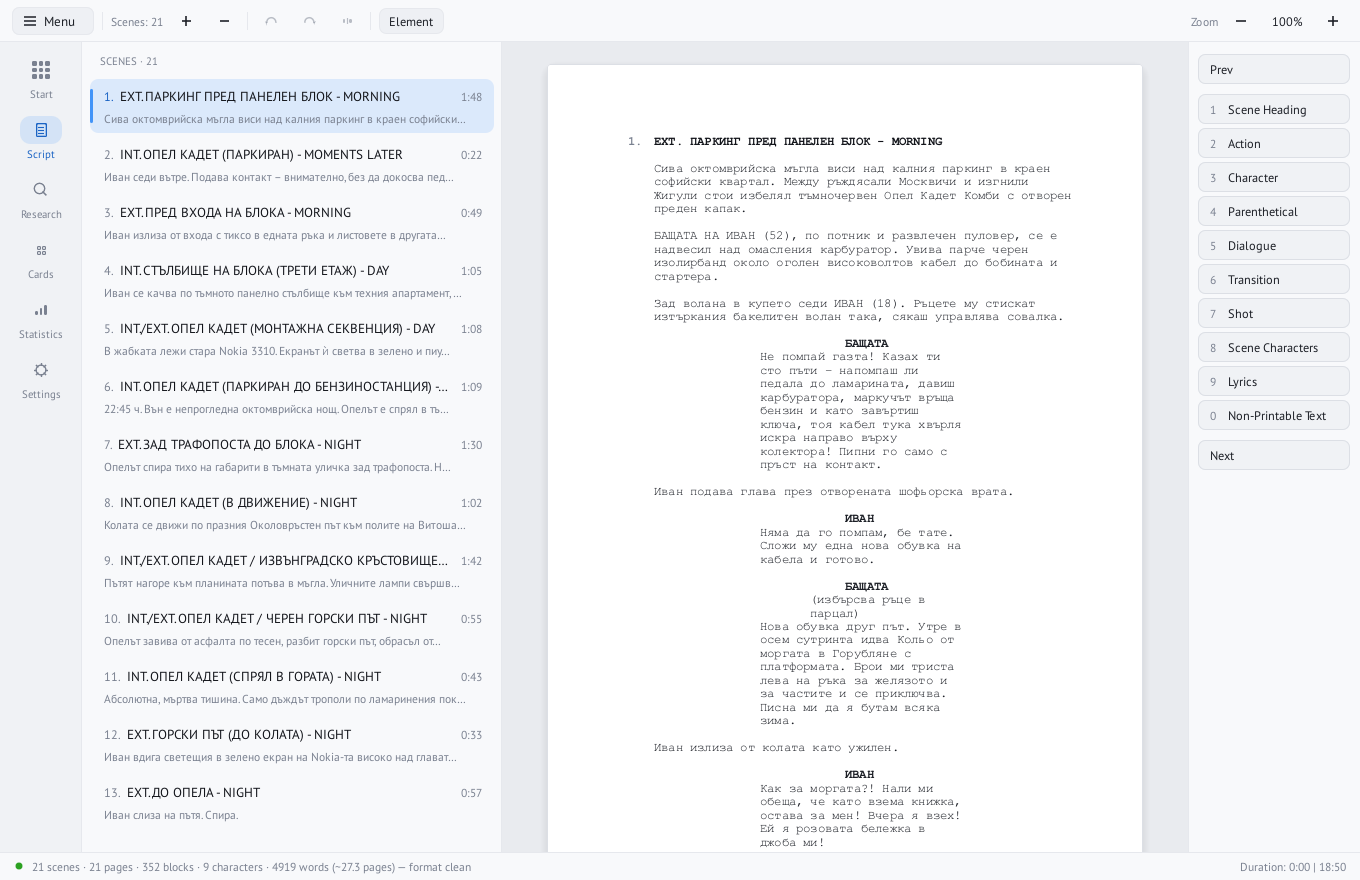 Menu
Scenes: 21
Element
Zoom
100%
Start
Script
Research
Cards
Statistics
Settings
SCENES · 21
1. EXT.ПАРКИНГ ПРЕД ПАНЕЛЕН БЛОК - MORNING 1:48
Сива октомврийска мъгла виси над калния паркинг в краен софийски…
2. INT.ОПЕЛ КАДЕТ (ПАРКИРАН) - MOMENTS LATER 0:22
Иван седи вътре. Подава контакт – внимателно, без да докосва пед…
3. EXT.ПРЕД ВХОДА НА БЛОКА - MORNING 0:49
Иван излиза от входа с тиксо в едната ръка и листовете в другата…
4. INT.СТЪЛБИЩЕ НА БЛОКА (ТРЕТИ ЕТАЖ) - DAY 1:05
Иван се качва по тъмното панелно стълбище към техния апартамент, …
5. INT./EXT.ОПЕЛ КАДЕТ (МОНТАЖНА СЕКВЕНЦИЯ) - DAY 1:08
В жабката лежи стара Nokia 3310. Екранът ѝ светва в зелено и пиу…
6. INT.ОПЕЛ КАДЕТ (ПАРКИРАН ДО БЕНЗИНОСТАНЦИЯ) -… 1:09
22:45 ч. Вън е непрогледна октомврийска нощ. Опелът е спрял в тъ…
7. EXT.ЗАД ТРАФОПОСТА ДО БЛОКА - NIGHT 1:30
Опелът спира тихо на габарити в тъмната уличка зад трафопоста. Н…
8. INT.ОПЕЛ КАДЕТ (В ДВИЖЕНИЕ) - NIGHT 1:02
Колата се движи по празния Околовръстен път към полите на Витоша…
9. INT./EXT.ОПЕЛ КАДЕТ / ИЗВЪНГРАДСКО КРЪСТОВИЩЕ… 1:42
Пътят нагоре към планината потъва в мъгла. Уличните лампи свършв…
10. INT./EXT.ОПЕЛ КАДЕТ / ЧЕРЕН ГОРСКИ ПЪТ - NIGHT 0:55
Опелът завива от асфалта по тесен, разбит горски път, обрасъл от…
11. INT.ОПЕЛ КАДЕТ (СПРЯЛ В ГОРАТА) - NIGHT 0:43
Абсолютна, мъртва тишина. Само дъждът трополи по ламаринения пок…
12. EXT.ГОРСКИ ПЪТ (ДО КОЛАТА) - NIGHT 0:33
Иван вдига светещия в зелено екран на Nokia-та високо над глават…
13. EXT.ДО ОПЕЛА - NIGHT 0:57
Иван слиза на пътя. Спира.
1. EXT. ПАРКИНГ ПРЕД ПАНЕЛЕН БЛОК - MORNING
Сива октомврийска мъгла виси над калния паркинг в краен
софийски квартал. Между ръждясали Москвичи и изгнили
Жигули стои избелял тъмночервен Опел Кадет Комби с отворен
преден капак.
БАЩАТА НА ИВАН (52), по потник и развлечен пуловер, се е
надвесил над омасления карбуратор. Увива парче черен
изолирбанд около оголен високоволтов кабел до бобината и
стартера.
Зад волана в купето седи ИВАН (18). Ръцете му стискат
изтъркания бакелитен волан така, сякаш управлява совалка.
БАЩАТА
Не помпай газта! Казах ти
сто пъти – напомпаш ли
педала до ламарината, давиш
карбуратора, маркучът връща
бензин и като завъртиш
ключа, тоя кабел тука хвърля
искра направо върху
колектора! Пипни го само с
пръст на контакт.
Иван подава глава през отворената шофьорска врата.
ИВАН
Няма да го помпам, бе тате.
Сложи му една нова обувка на
кабела и готово.
БАЩАТА
(избърсва ръце в
парцал)
Нова обувка друг път. Утре в
осем сутринта идва Кольо от
моргата в Горубляне с
платформата. Брои ми триста
лева на ръка за желязото и
за частите и се приключва.
Писна ми да я бутам всяка
зима.
Иван излиза от колата като ужилен.
ИВАН
Как за моргата?! Нали ми
обеща, че като взема книжка,
остава за мен! Вчера я взех!
Ей я розовата бележка в
джоба ми!
Prev
1 Scene Heading
2 Action
3 Character
4 Parenthetical
5 Dialogue
6 Transition
7 Shot
8 Scene Characters
9 Lyrics
0 Non-Printable Text
Next
21 scenes · 21 pages · 352 blocks · 9 characters · 4919 words (~27.3 pages) — format clean
Duration: 0:00 | 18:50